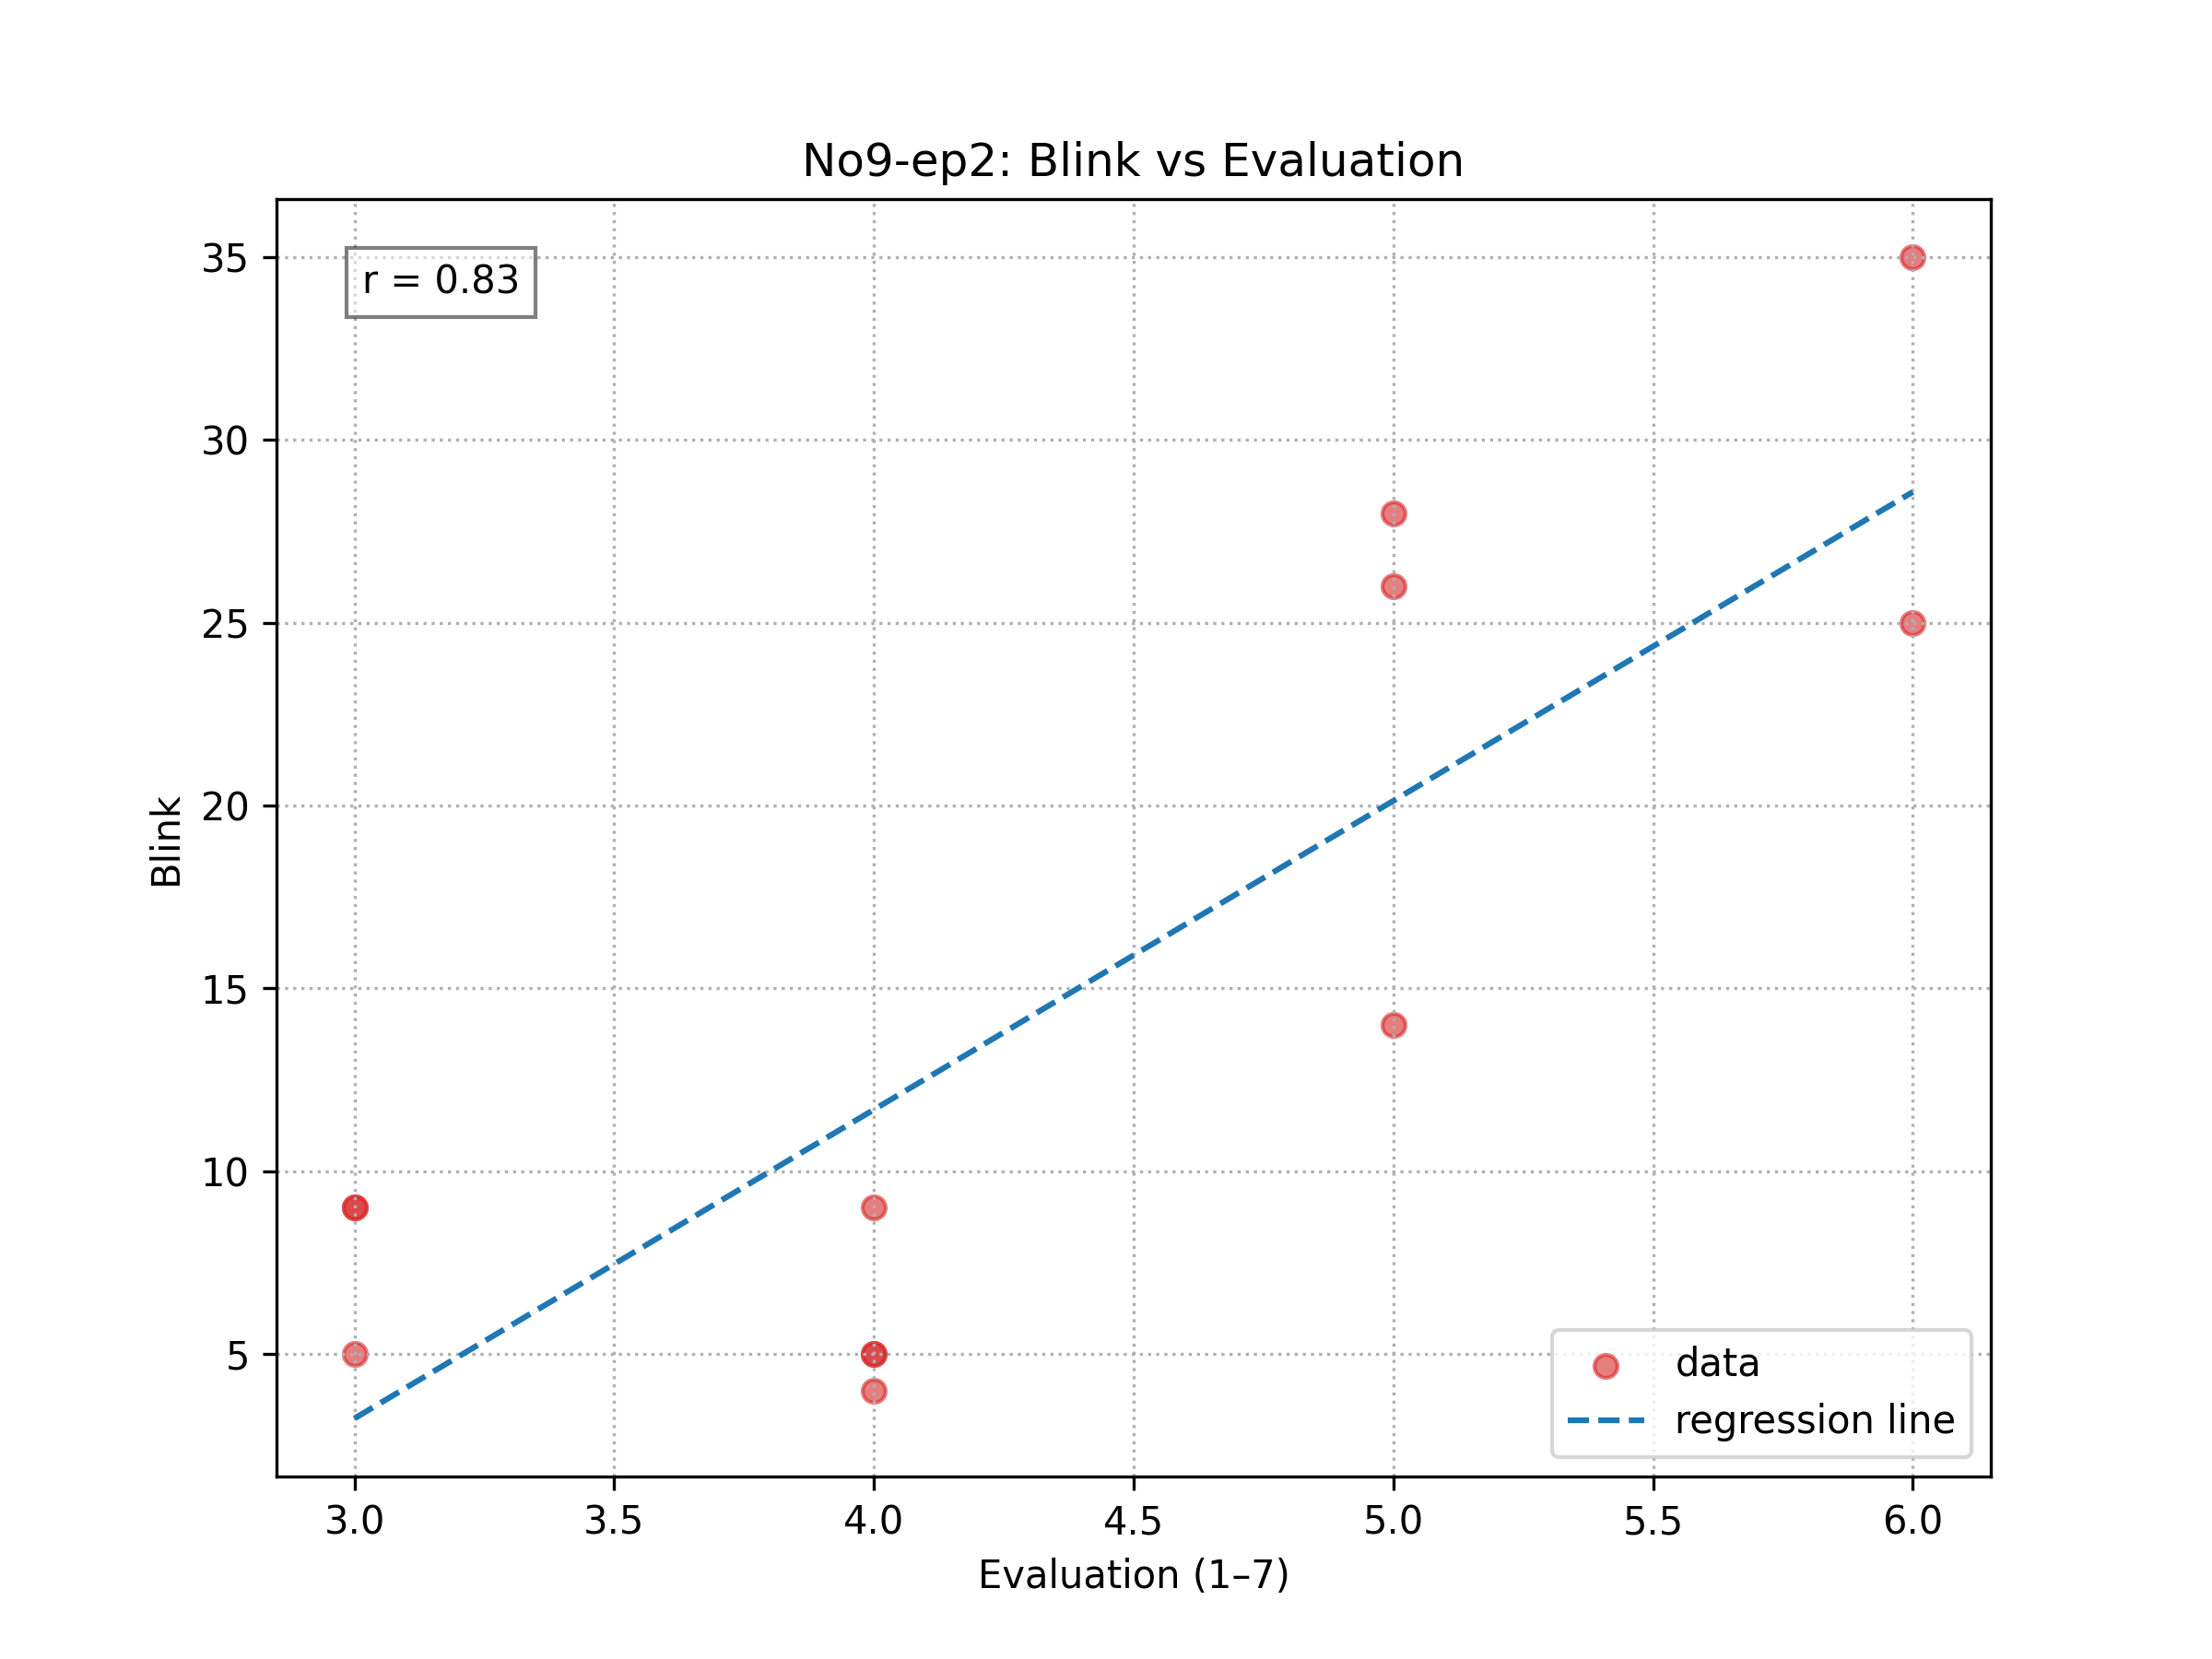 No9-ep2: Blink vs Evaluation
r = 0.83
35
30
25
20
15
10
5
Blink
3.0 3.5 4.0 4.5 5.0 5.5 6.0
Evaluation (1–7)
data
regression line